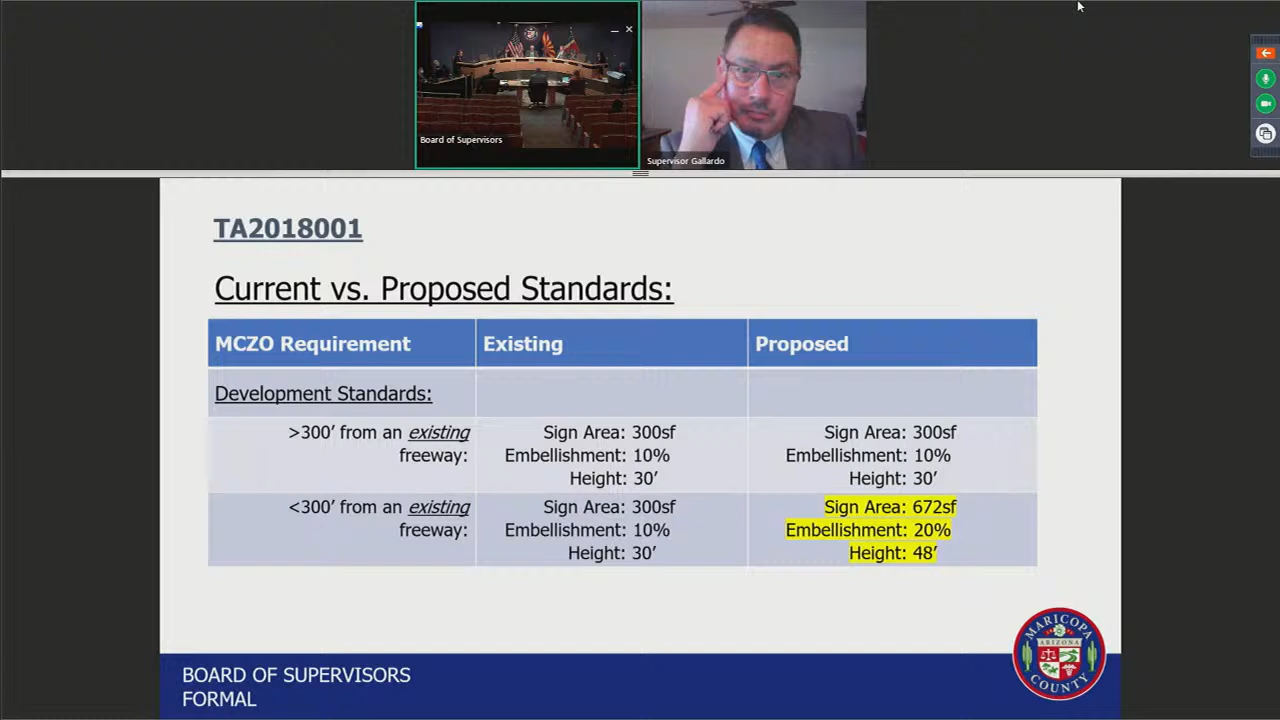 Board of Supervisors
Supervisor Gallardo
TA2018001
Current vs. Proposed Standards:
MCZO Requirement Existing Proposed
Development Standards:
>300’ from an existing freeway: Sign Area: 300sf Sign Area: 300sf
Embellishment: 10% Embellishment: 10%
Height: 30’ Height: 30’
<300’ from an existing freeway: Sign Area: 300sf Sign Area: 672sf
Embellishment: 10% Embellishment: 20%
Height: 30’ Height: 48’
BOARD OF SUPERVISORS
FORMAL
MARICOPA
ARIZONA
COUNTY